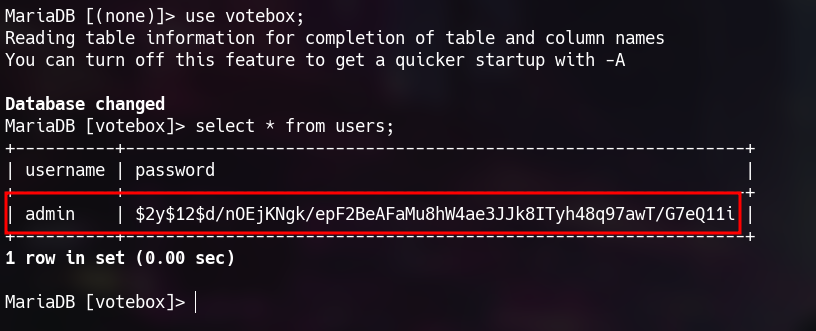 MariaDB [(none)]> use votebox;
Reading table information for completion of table and column names
You can turn off this feature to get a quicker startup with -A
Database changed
MariaDB [votebox]> select * from users;
+----------+--------------------------------------------------------------+
| username | password                                                     |
+----------+--------------------------------------------------------------+
| admin    | $2y$12$d/nOEjKNgk/epF2BeAFaMu8hW4ae3JJk8ITyh48q97awT/G7eQ11i |
+----------+--------------------------------------------------------------+
1 row in set (0.00 sec)
MariaDB [votebox]>